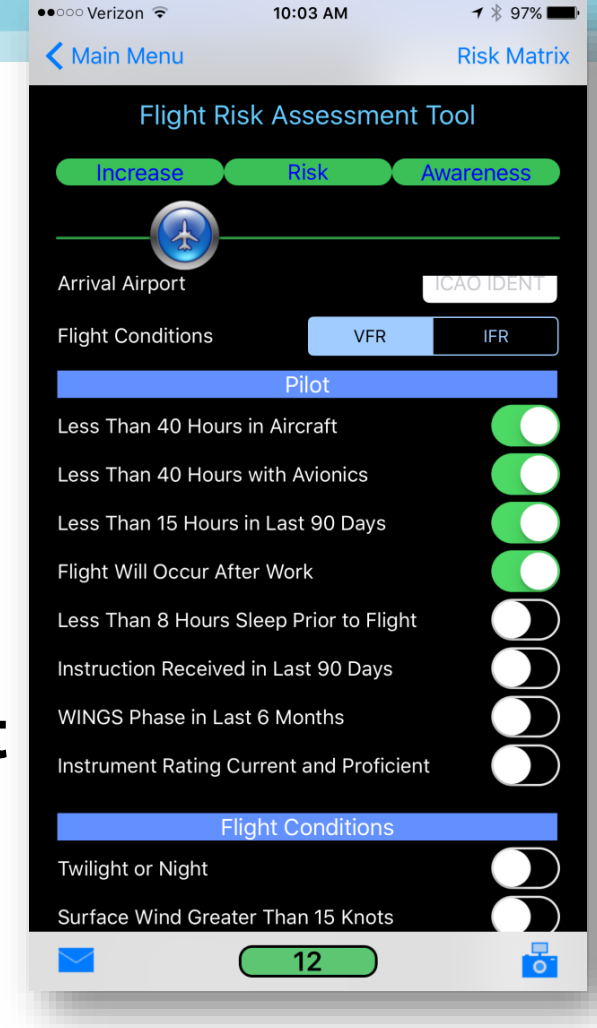 Verizon 10:03 AM 97%
Main Menu Risk Matrix
Flight Risk Assessment Tool
Increase Risk Awareness
Arrival Airport ICAO IDENT
Flight Conditions VFR IFR
Pilot
Less Than 40 Hours in Aircraft
Less Than 40 Hours with Avionics
Less Than 15 Hours in Last 90 Days
Flight Will Occur After Work
Less Than 8 Hours Sleep Prior to Flight
Instruction Received in Last 90 Days
WINGS Phase in Last 6 Months
t
Instrument Rating Current and Proficient
Flight Conditions
Twilight or Night
Surface Wind Greater Than 15 Knots
12